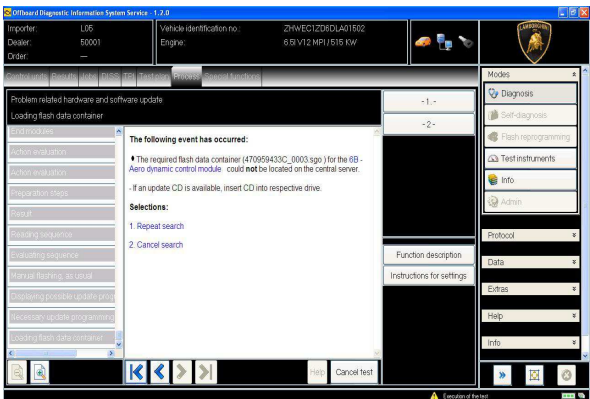 Offboard Diagnostic Information System Service - 1.2.0
Importer: L05
Dealer: 50001
Order: —
Vehicle identification no.: ZHWEC1ZD6DLA01502
Engine: 6.5l V12 MPI / 515 KW
LAMBORGHINI
Control units Results Jobs DISS TPI Test plan Process Special functions
Problem related hardware and software update
Loading flash data container
End modules
Action evaluation
Action evaluation
Preparation steps
Result
Reading sequence
Evaluating sequence
Manual flashing, as usual
Displaying possible update prog
Necessary update programming
Loading flash data container
The following event has occurred:
The required flash data container (470959433C_0003.sgo ) for the 6B -
Aero dynamic control module could not be located on the central server.
- If an update CD is available, insert CD into respective drive.
Selections:
1. Repeat search
2. Cancel search
- 1. -
- 2 -
Function description
Instructions for settings
Help
Cancel test
Modes
Diagnosis
Self-diagnosis
Flash reprogramming
Test instruments
Info
Admin
Protocol
Data
Extras
Help
Info
Execution of the test